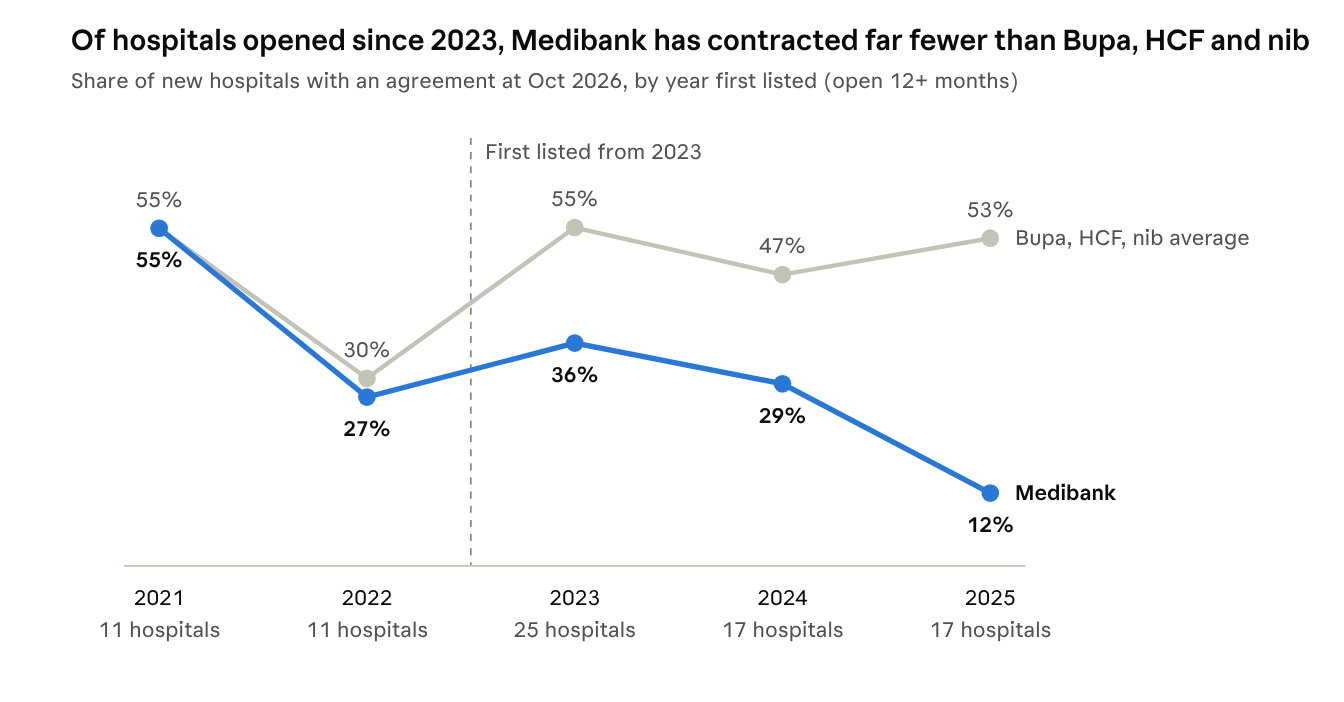 Of hospitals opened since 2023, Medibank has contracted far fewer than Bupa, HCF and nib
Share of new hospitals with an agreement at Oct 2026, by year first listed (open 12+ months)
First listed from 2023
55%
55%
53%
47%
Bupa, HCF, nib average
55%
30%
36%
29%
27%
Medibank
12%
2021
2022
2023
2024
2025
11 hospitals
11 hospitals
25 hospitals
17 hospitals
17 hospitals